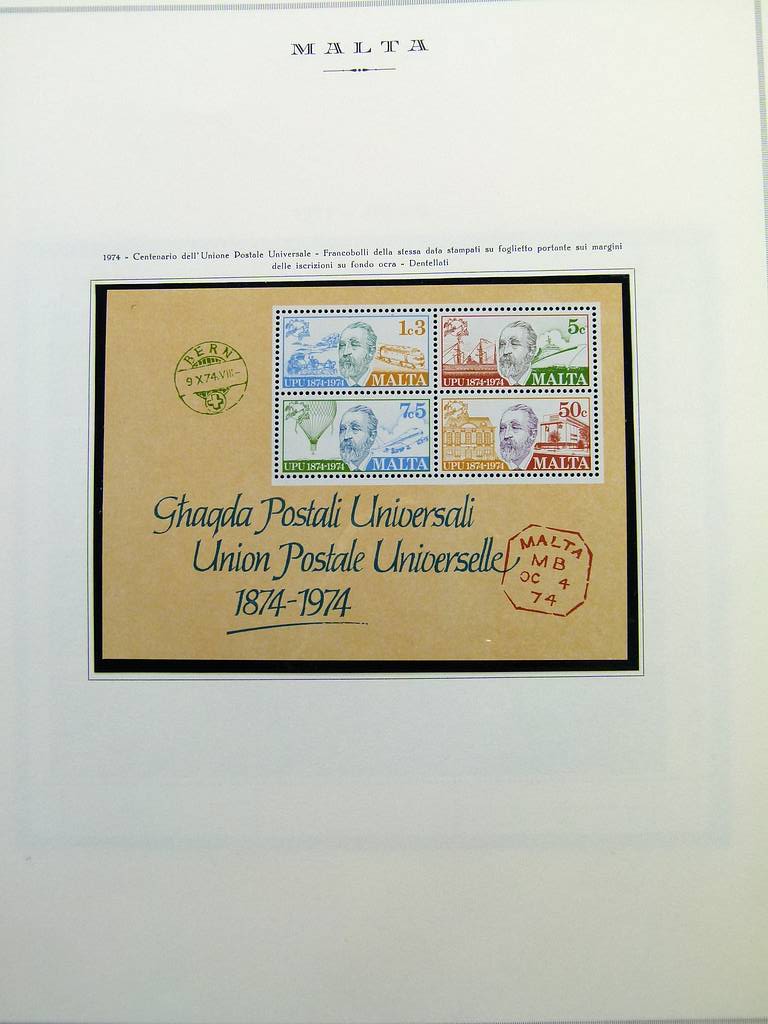 MALTA
1974 - Centenario dell'Unione Postale Universale - Francobolli della stessa data stampati su foglietto portante sui margini
delle iscrizioni su fondo ocra - Dentellati
BERN
9 X 74.VIII-
1c3
UPU 1874-1974 MALTA
5c
UPU 1874-1974 MALTA
7c5
UPU 1874-1974 MALTA
50c
UPU 1874-1974 MALTA
Għaqda Postali Universali
Union Postale Universelle
1874-1974
MALTA
MB
OC 4
74